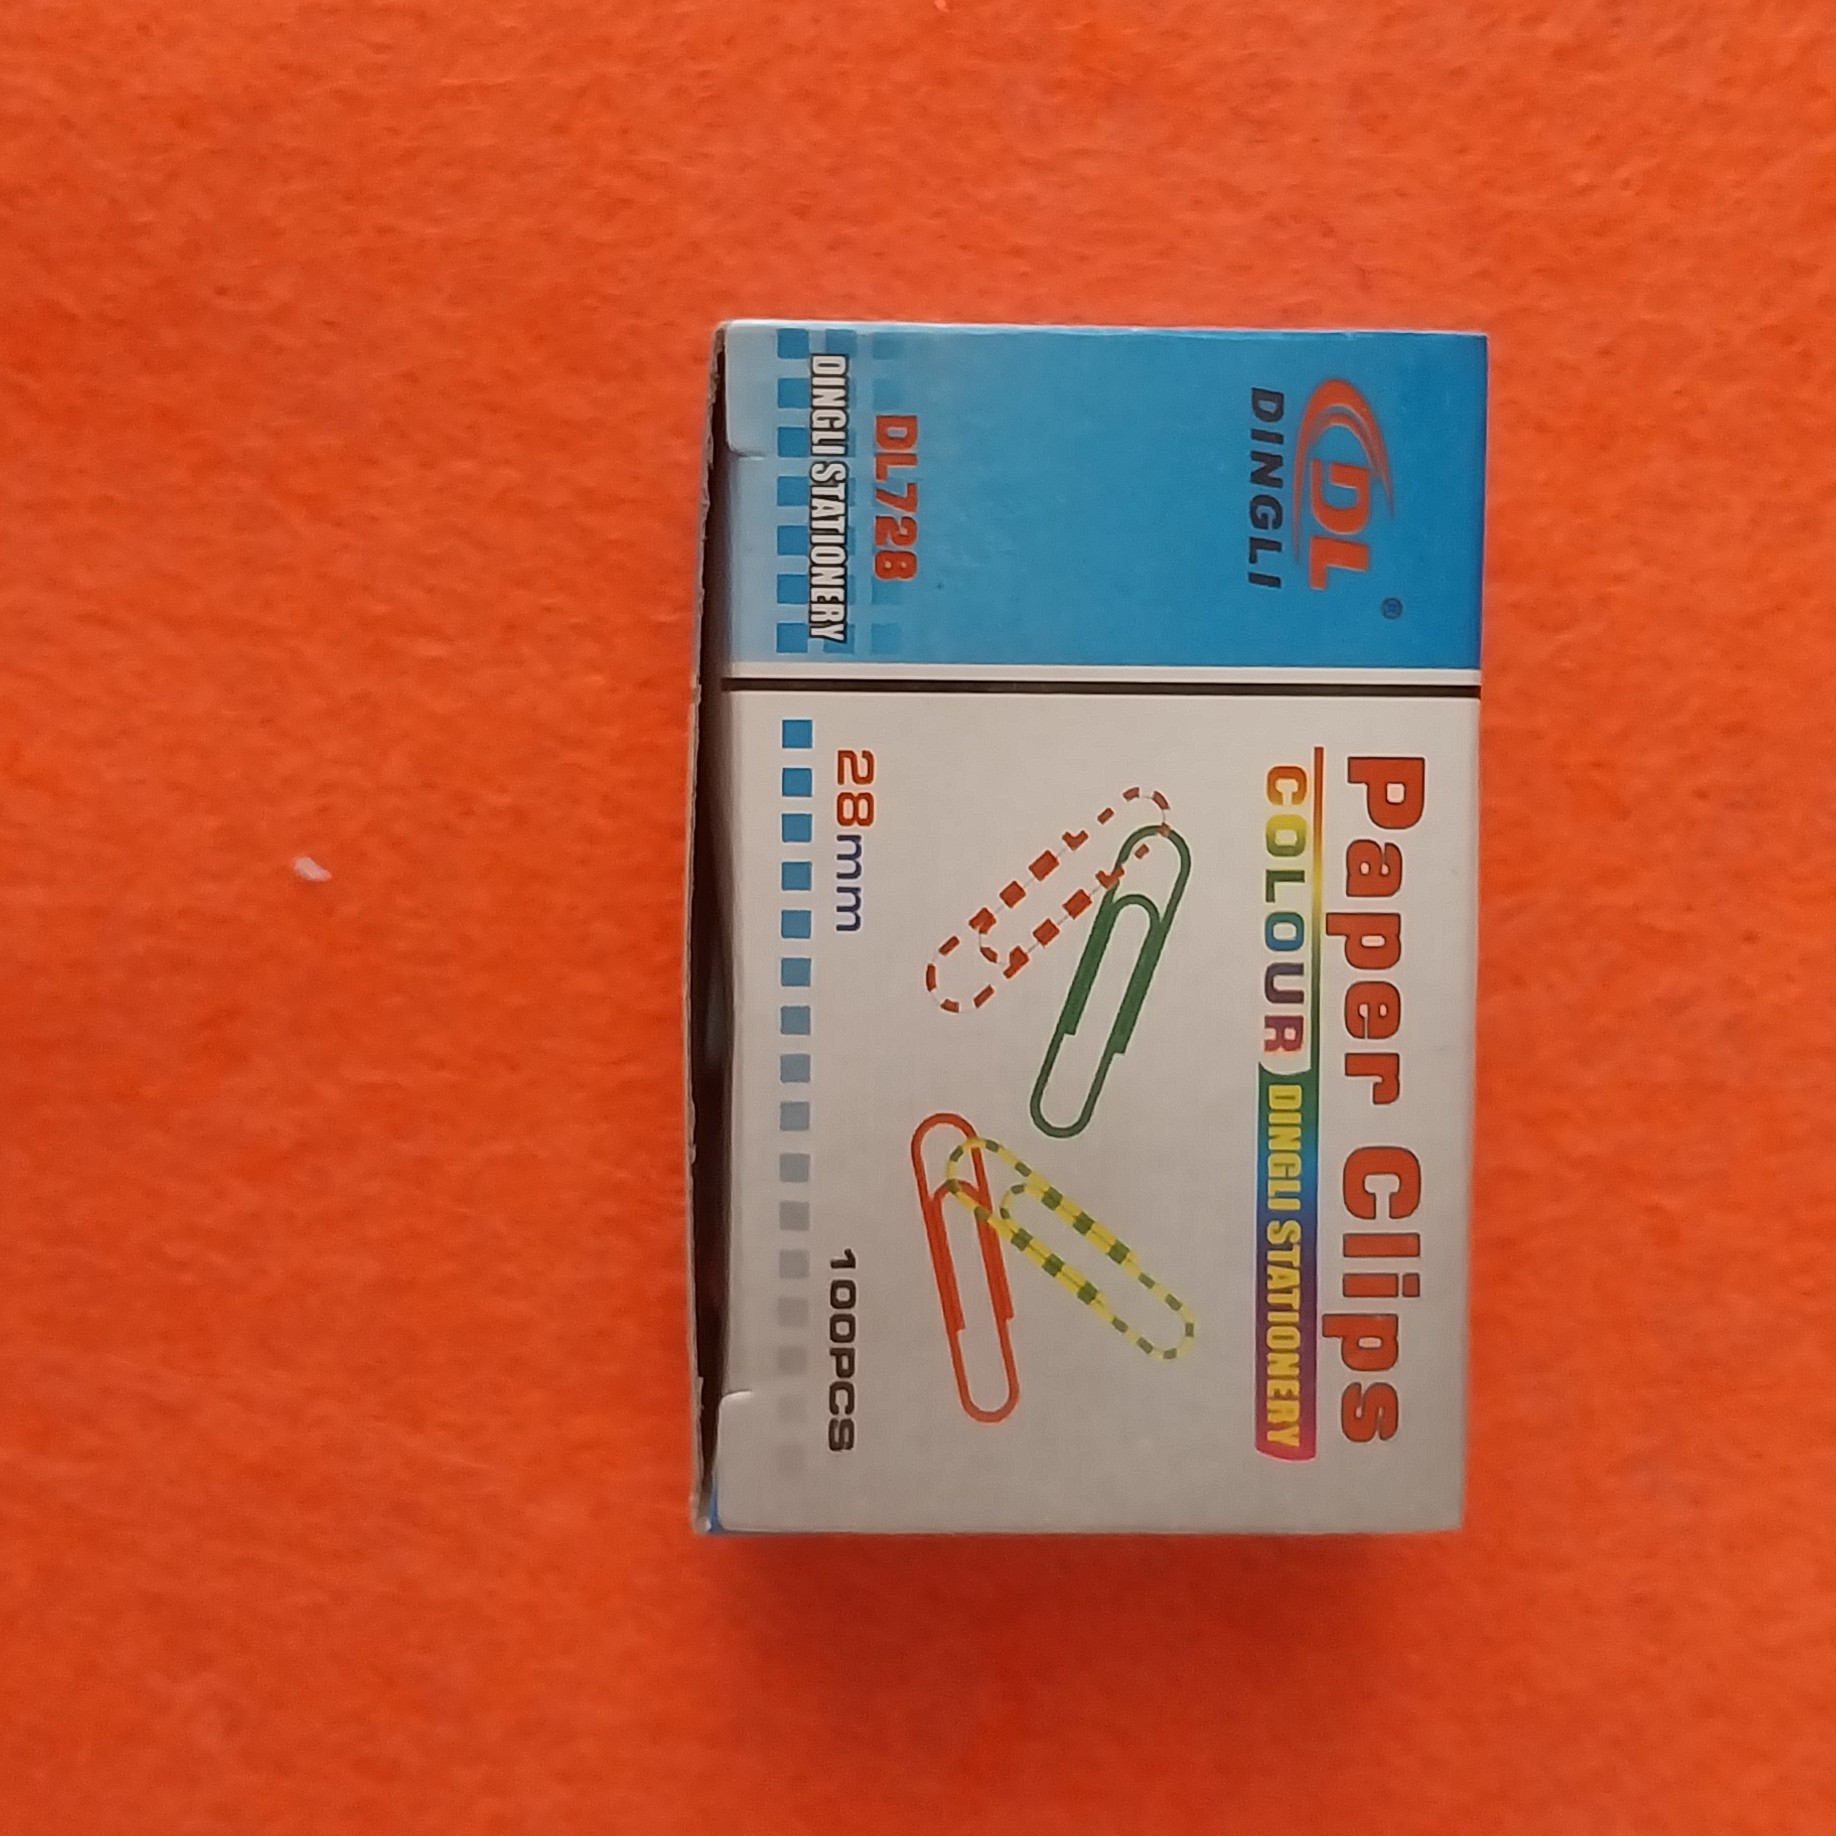 DL®
DINGLI
DL728
DINGLI STATIONERY
Paper Clips
COLOUR DINGLI STATIONERY
28mm 100PCS